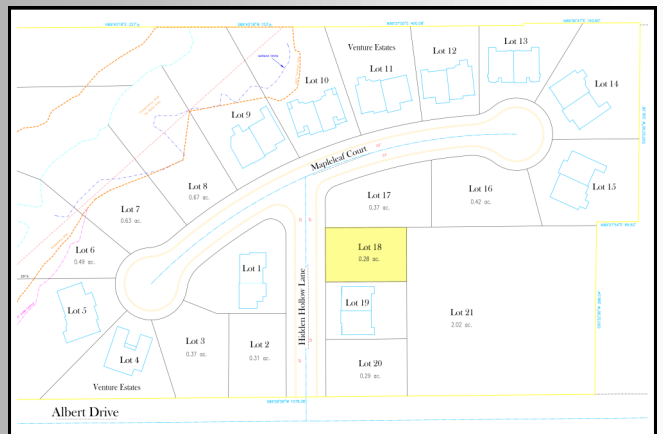 Venture Estates
Lot 13
Lot 12
Lot 11
Lot 10
Lot 14
Lot 9
Mapleleaf Court
Lot 8
0.67 ac.
Lot 7
0.63 ac.
Lot 17
0.37 ac.
Lot 16
0.42 ac.
Lot 15
Lot 6
0.49 ac.
Lot 18
0.28 ac.
Lot 1
Hidden Hollow Lane
Lot 19
Lot 5
Lot 21
2.02 ac.
Lot 4
Lot 3
0.37 ac.
Lot 2
0.31 ac.
Lot 20
0.29 ac.
Venture Estates
Albert Drive